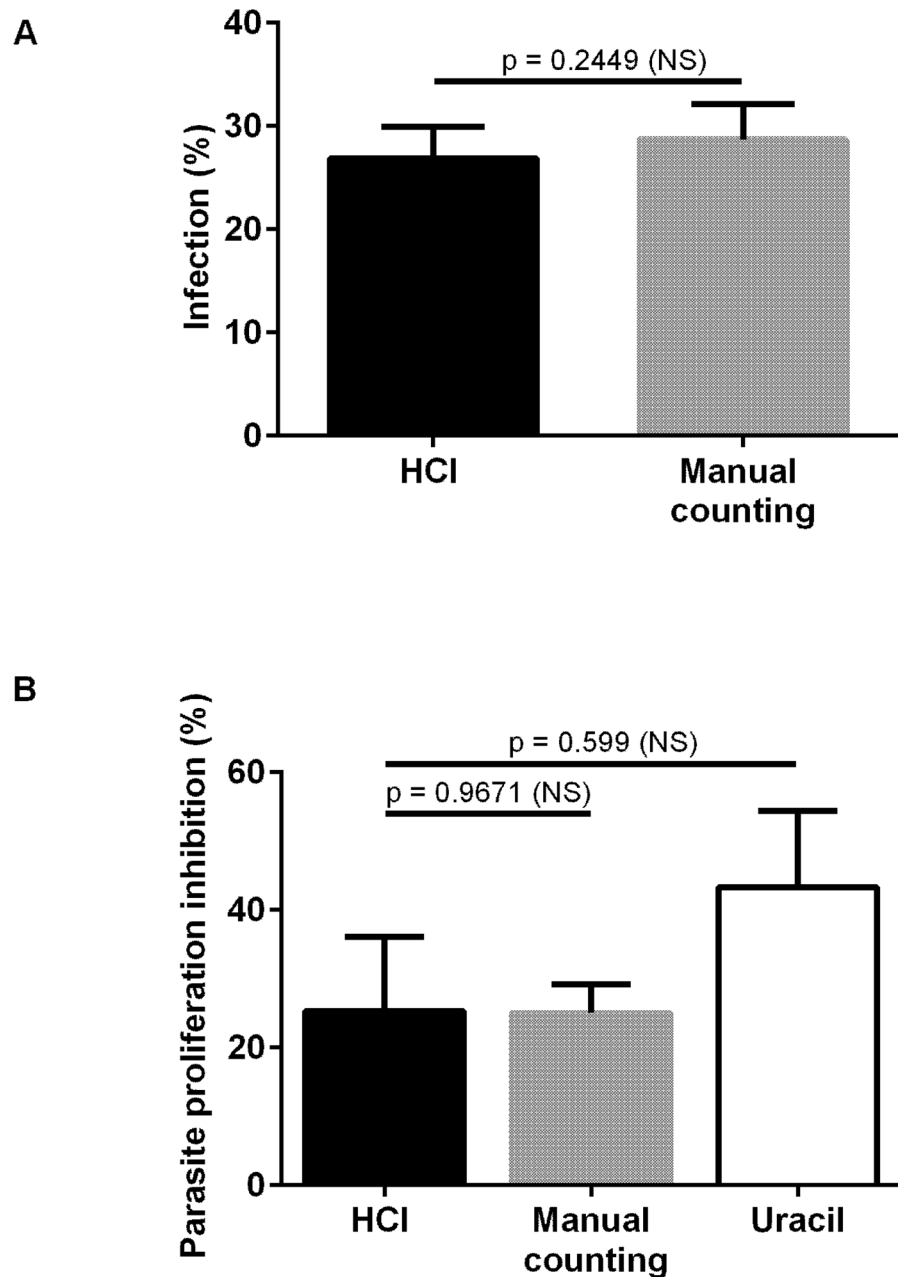 A
Infection (%)
40
30
20
10
0
p = 0.2449 (NS)
HCI
Manual
counting
B
Parasite proliferation inhibition (%)
60
40
20
0
p = 0.599 (NS)
p = 0.9671 (NS)
HCI
Manual
counting
Uracil